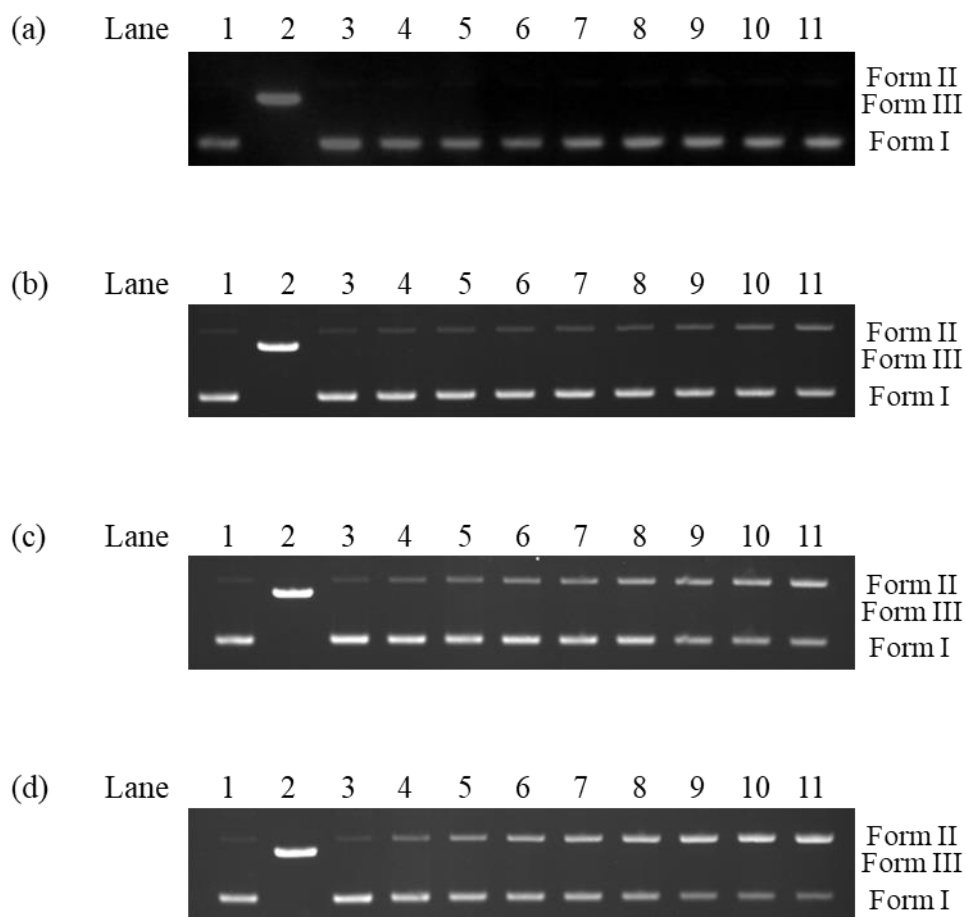 (a) Lane 1 2 3 4 5 6 7 8 9 10 11
Form II
Form III
Form I
(b) Lane 1 2 3 4 5 6 7 8 9 10 11
Form II
Form III
Form I
(c) Lane 1 2 3 4 5 6 7 8 9 10 11
Form II
Form III
Form I
(d) Lane 1 2 3 4 5 6 7 8 9 10 11
Form II
Form III
Form I